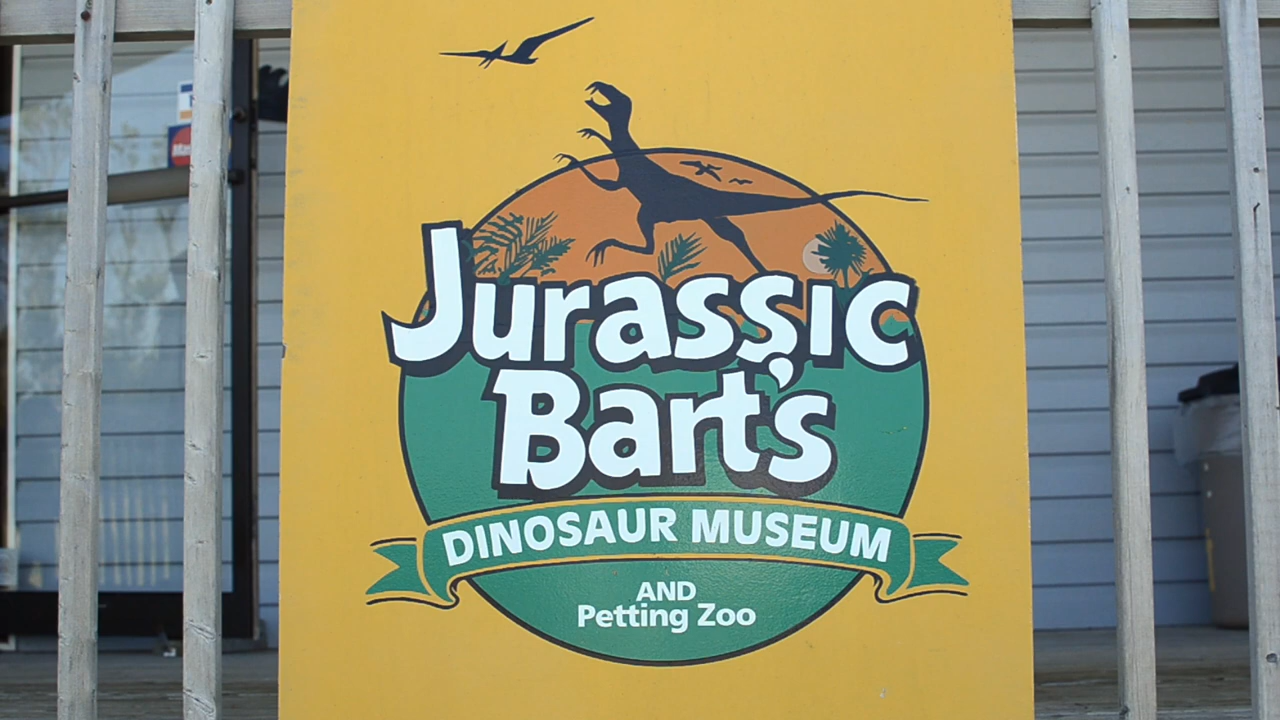 Jurassic
Bart's
DINOSAUR MUSEUM
AND
Petting Zoo